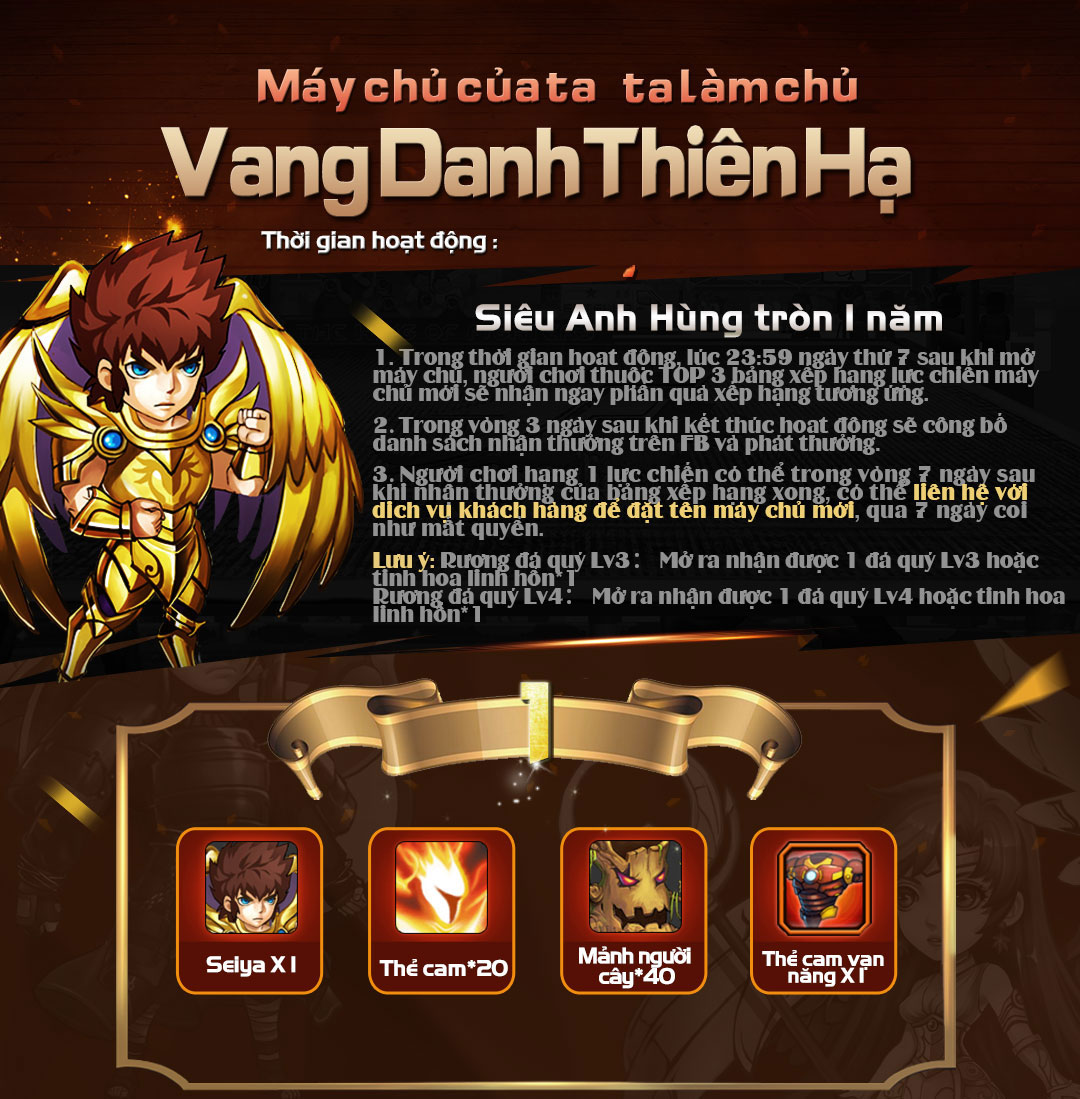 Máy chủ của ta ta làm chủ
Vang Danh Thiên Hạ
Thời gian hoạt động :
Siêu Anh Hùng tròn 1 năm
1. Trong thời gian hoạt động, lúc 23:59 ngày thứ 7 sau khi mở
máy chủ, người chơi thuộc TOP 3 bảng xếp hạng lực chiến máy
chủ mới sẽ nhận ngay phần quà xếp hạng tương ứng.
2. Trong vòng 3 ngày sau khi kết thúc hoạt động sẽ công bố
danh sách nhận thưởng trên FB và phát thưởng.
3. Người chơi hạng 1 lực chiến có thể trong vòng 7 ngày sau
khi nhận thưởng của bảng xếp hạng xong, có thể liên hệ với
dịch vụ khách hàng để đặt tên máy chủ mới, qua 7 ngày coi
như mất quyền.
Lưu ý: Rương đá quý Lv3： Mở ra nhận được 1 đá quý Lv3 hoặc
tinh hoa linh hồn*1
Rương đá quý Lv4： Mở ra nhận được 1 đá quý Lv4 hoặc tinh hoa
linh hồn*1
1
Seiya X1
Thẻ cam*20
Mảnh người
cây*40
Thẻ cam vạn
năng X1